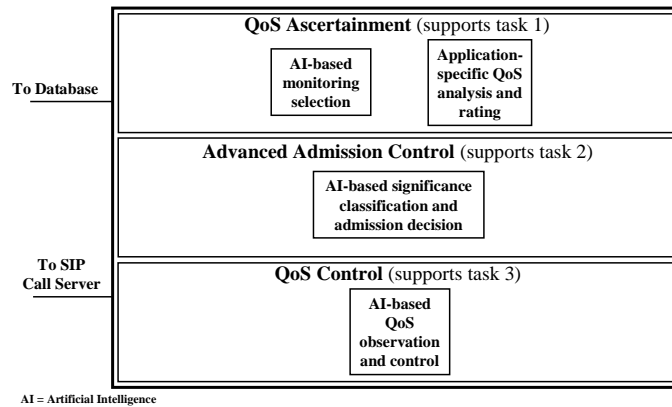 QoS Ascertainment (supports task 1)
AI-based
monitoring
selection
Application-
specific QoS
analysis and
rating
To Database
Advanced Admission Control (supports task 2)
AI-based significance
classification and
admission decision
To SIP
Call Server
QoS Control (supports task 3)
AI-based
QoS
observation
and control
AI = Artificial Intelligence